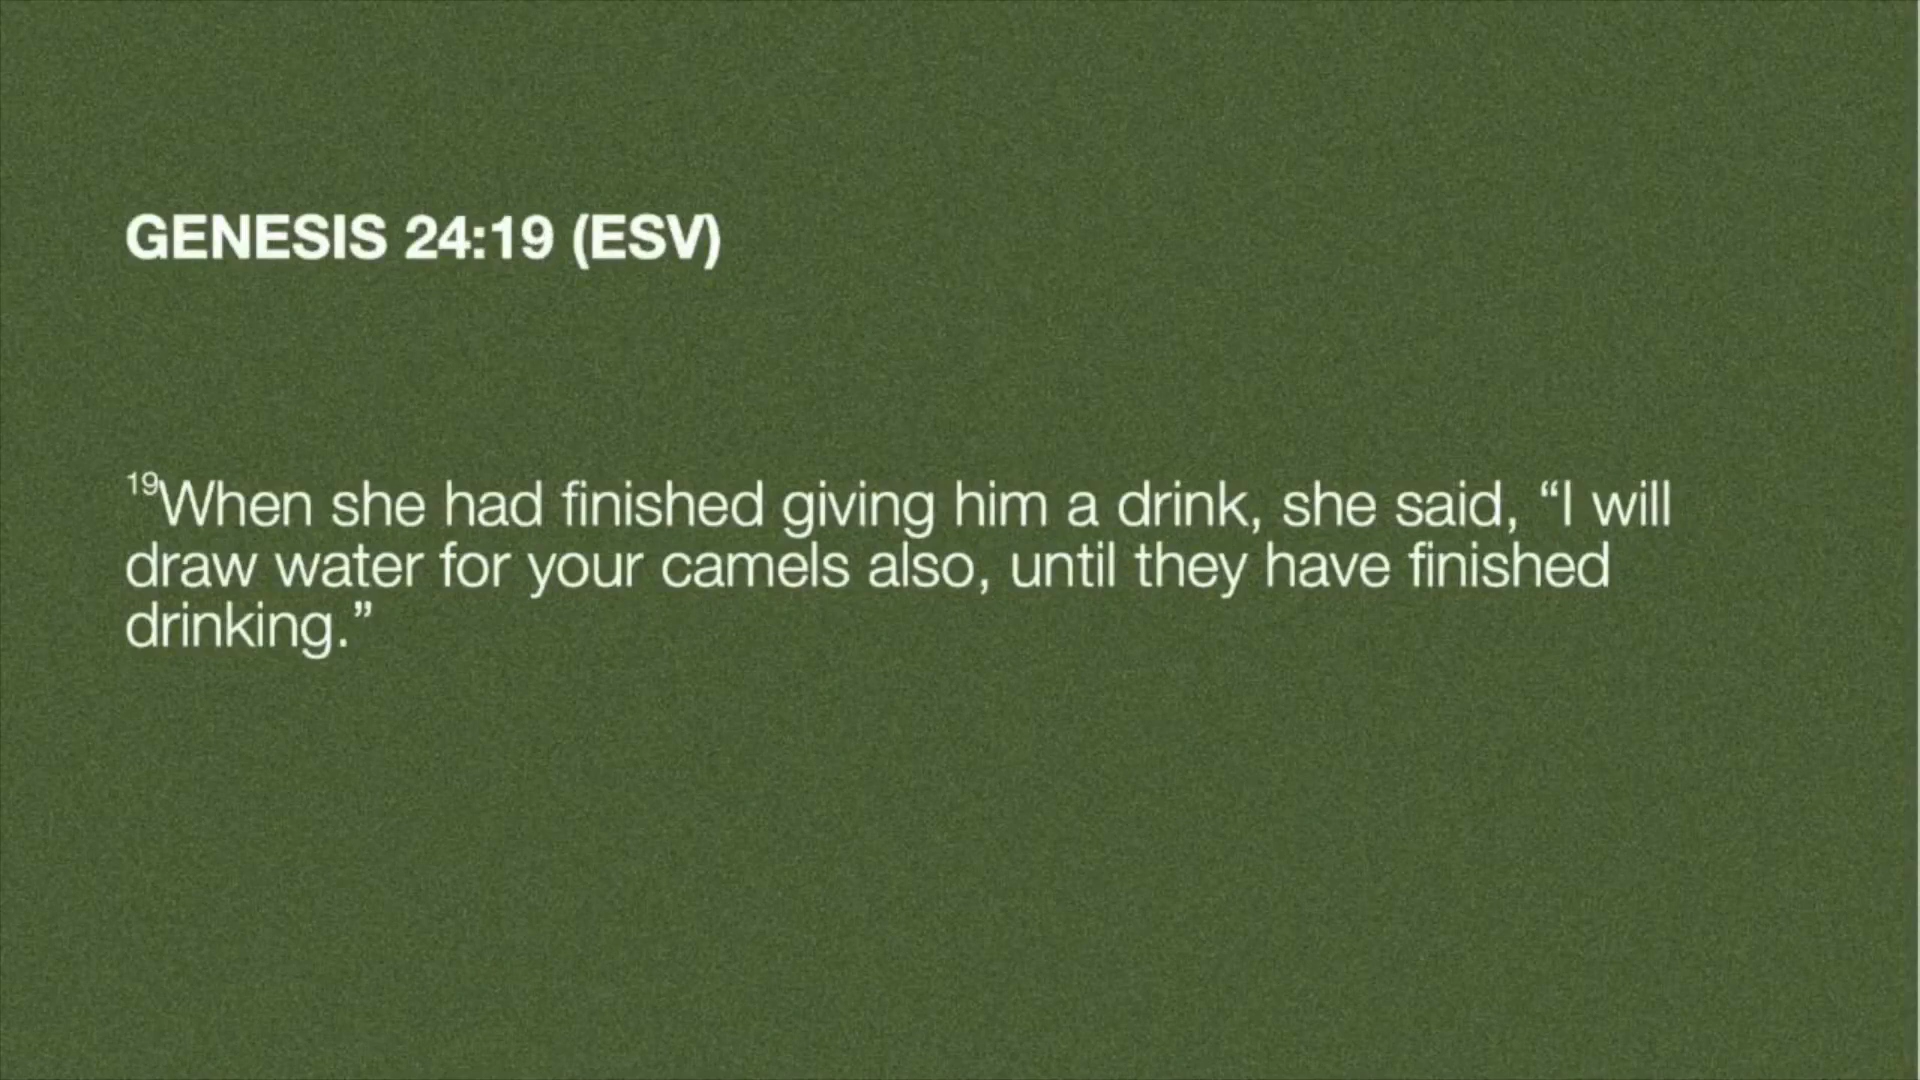 GENESIS 24:19 (ESV)
19When she had finished giving him a drink, she said, “I will
draw water for your camels also, until they have finished
drinking.”